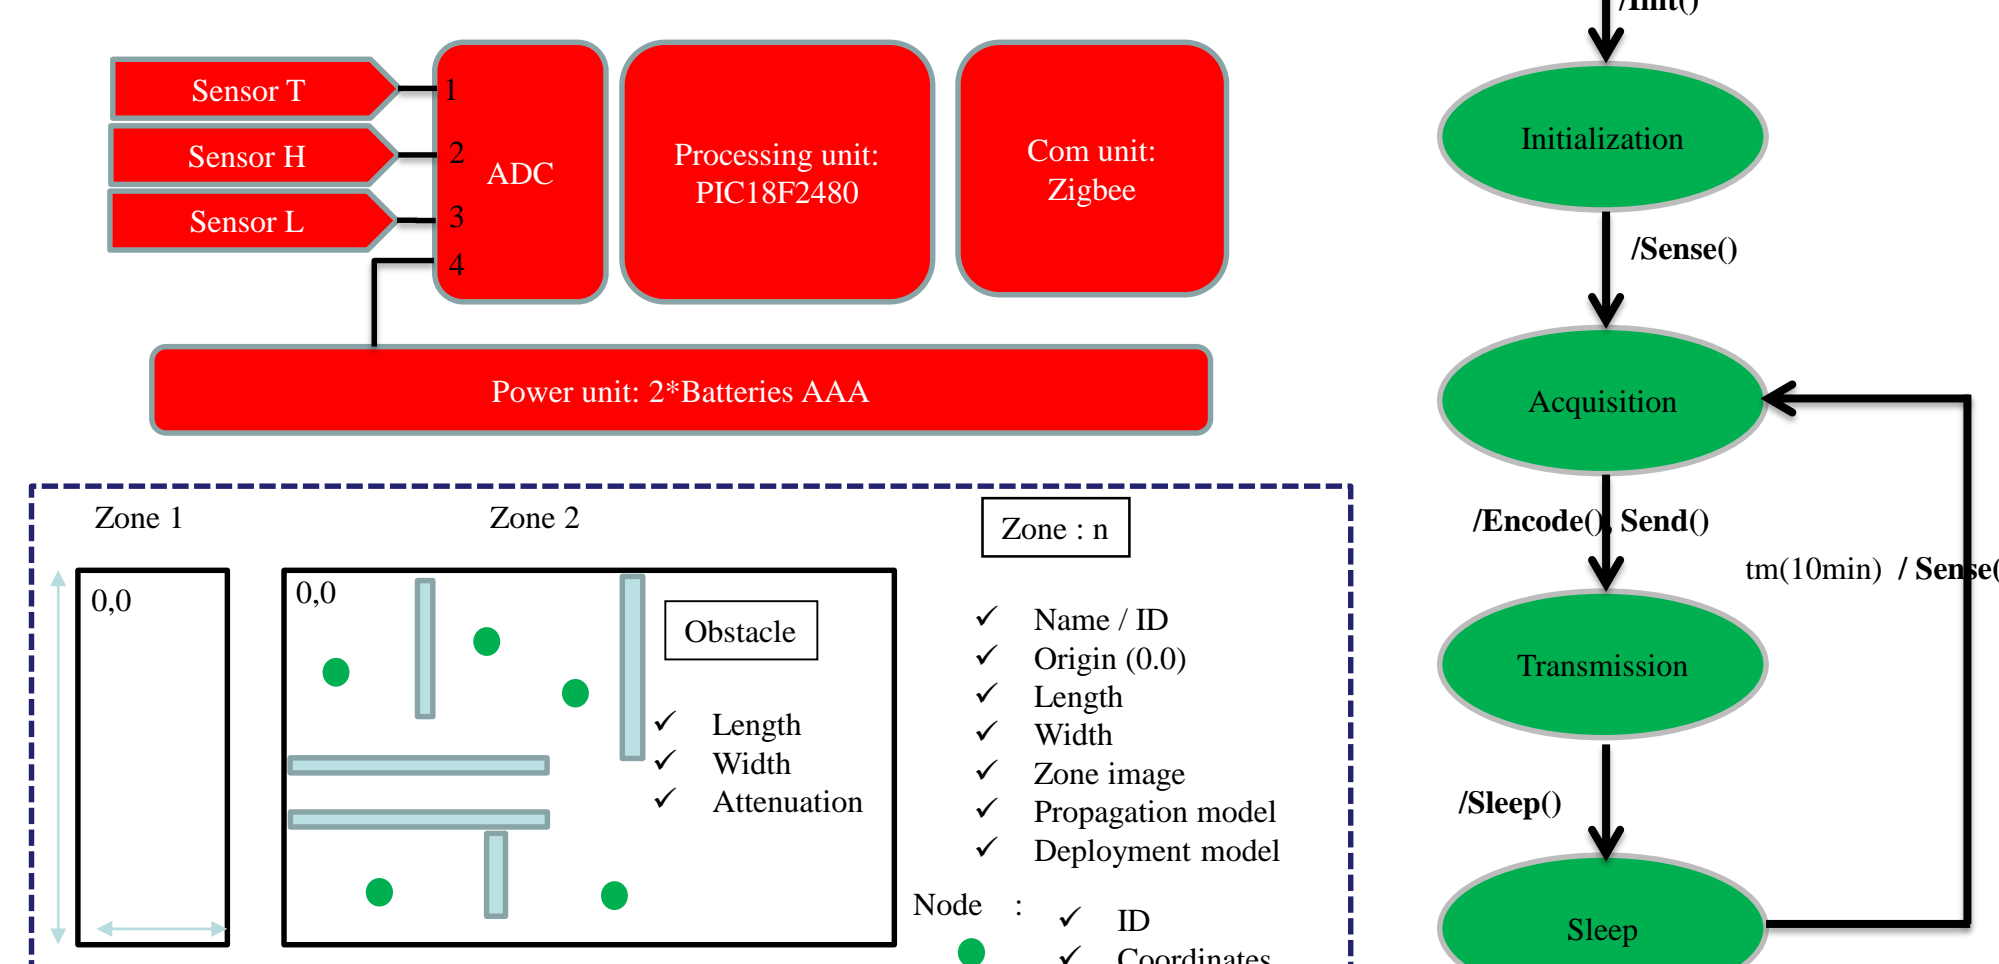 Sensor T
Sensor H
Sensor L
1
2
3
4
ADC
Processing unit:
PIC18F2480
Com unit:
Zigbee
Power unit: 2*Batteries AAA
Zone 1
Zone 2
0,0
0,0
Obstacle
✓ Length
✓ Width
✓ Attenuation
Zone : n
✓ Name / ID
✓ Origin (0.0)
✓ Length
✓ Width
✓ Zone image
✓ Propagation model
✓ Deployment model
Node :
✓ ID
✓ Coordinates
/Init()
Initialization
/Sense()
Acquisition
/Encode(), Send()
tm(10min) / Sense(
Transmission
/Sleep()
Sleep